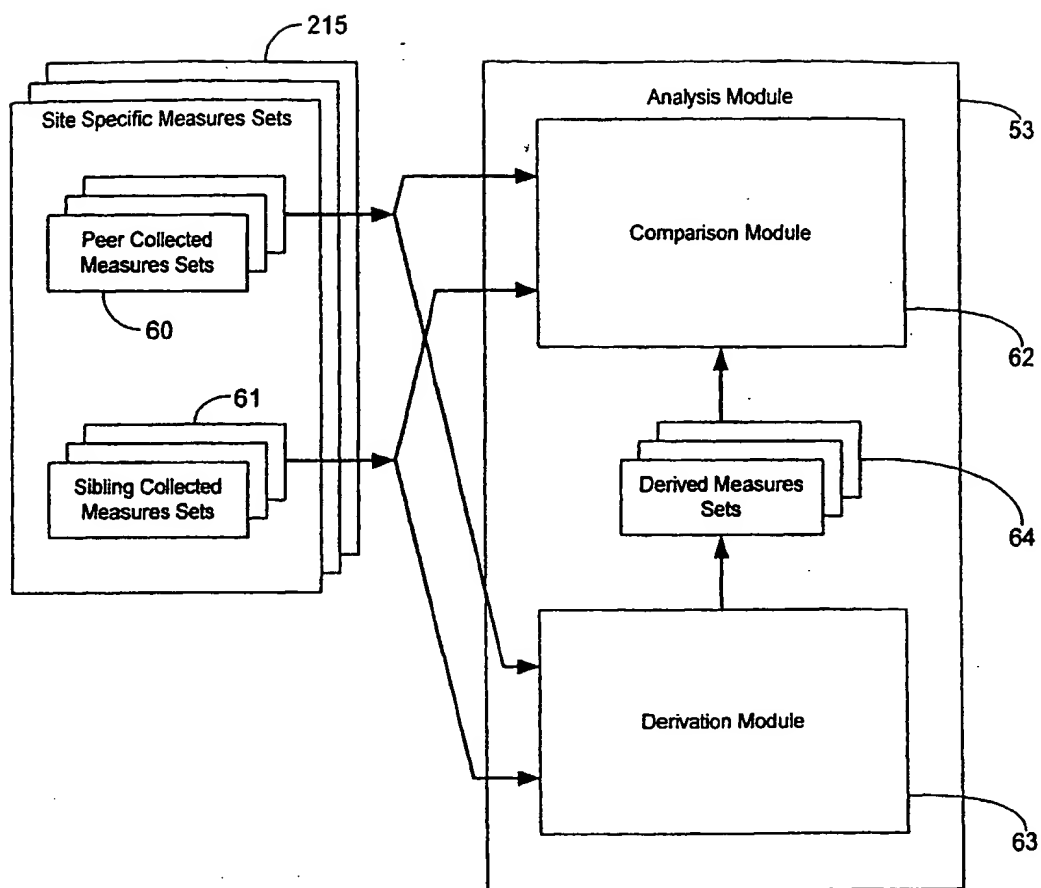 215
Site Specific Measures Sets
Analysis Module
53
Peer Collected
Measures Sets
Comparison Module
60
62
61
Sibling Collected
Measures Sets
Derived Measures
Sets
64
Derivation Module
63